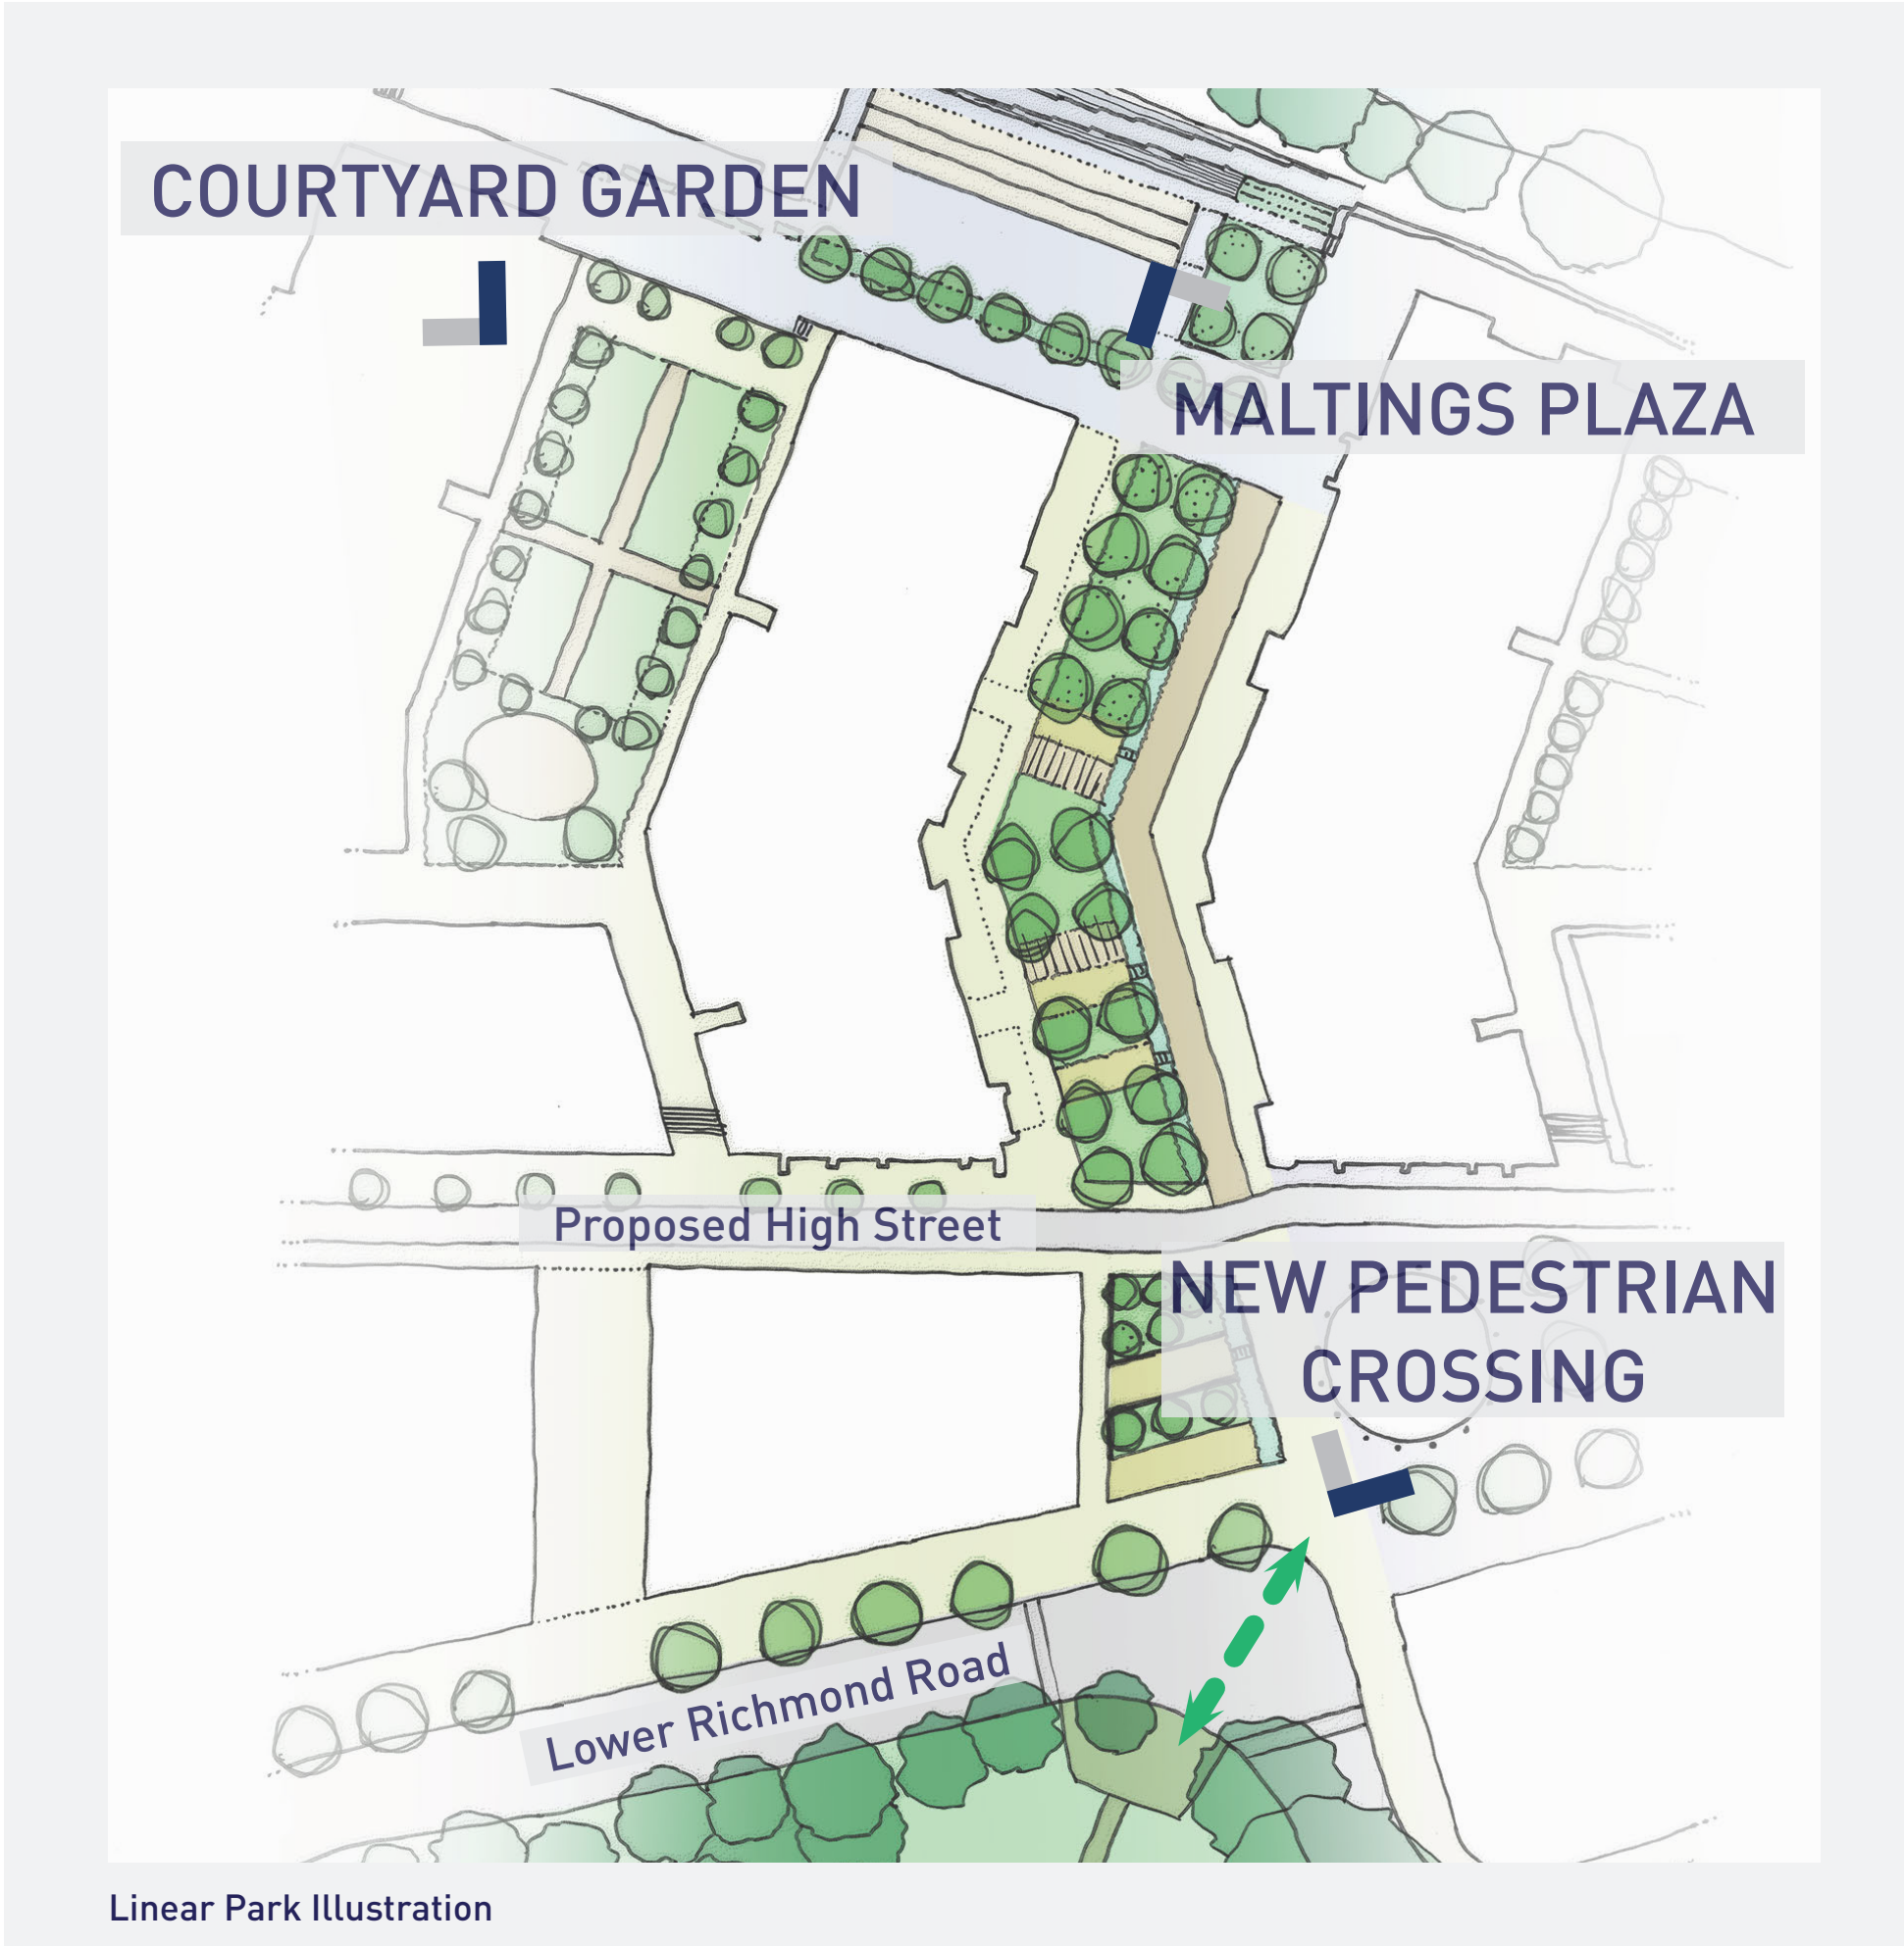 COURTYARD GARDEN
MALTINGS PLAZA
Proposed High Street
NEW PEDESTRIAN
CROSSING
Lower Richmond Road
Linear Park Illustration